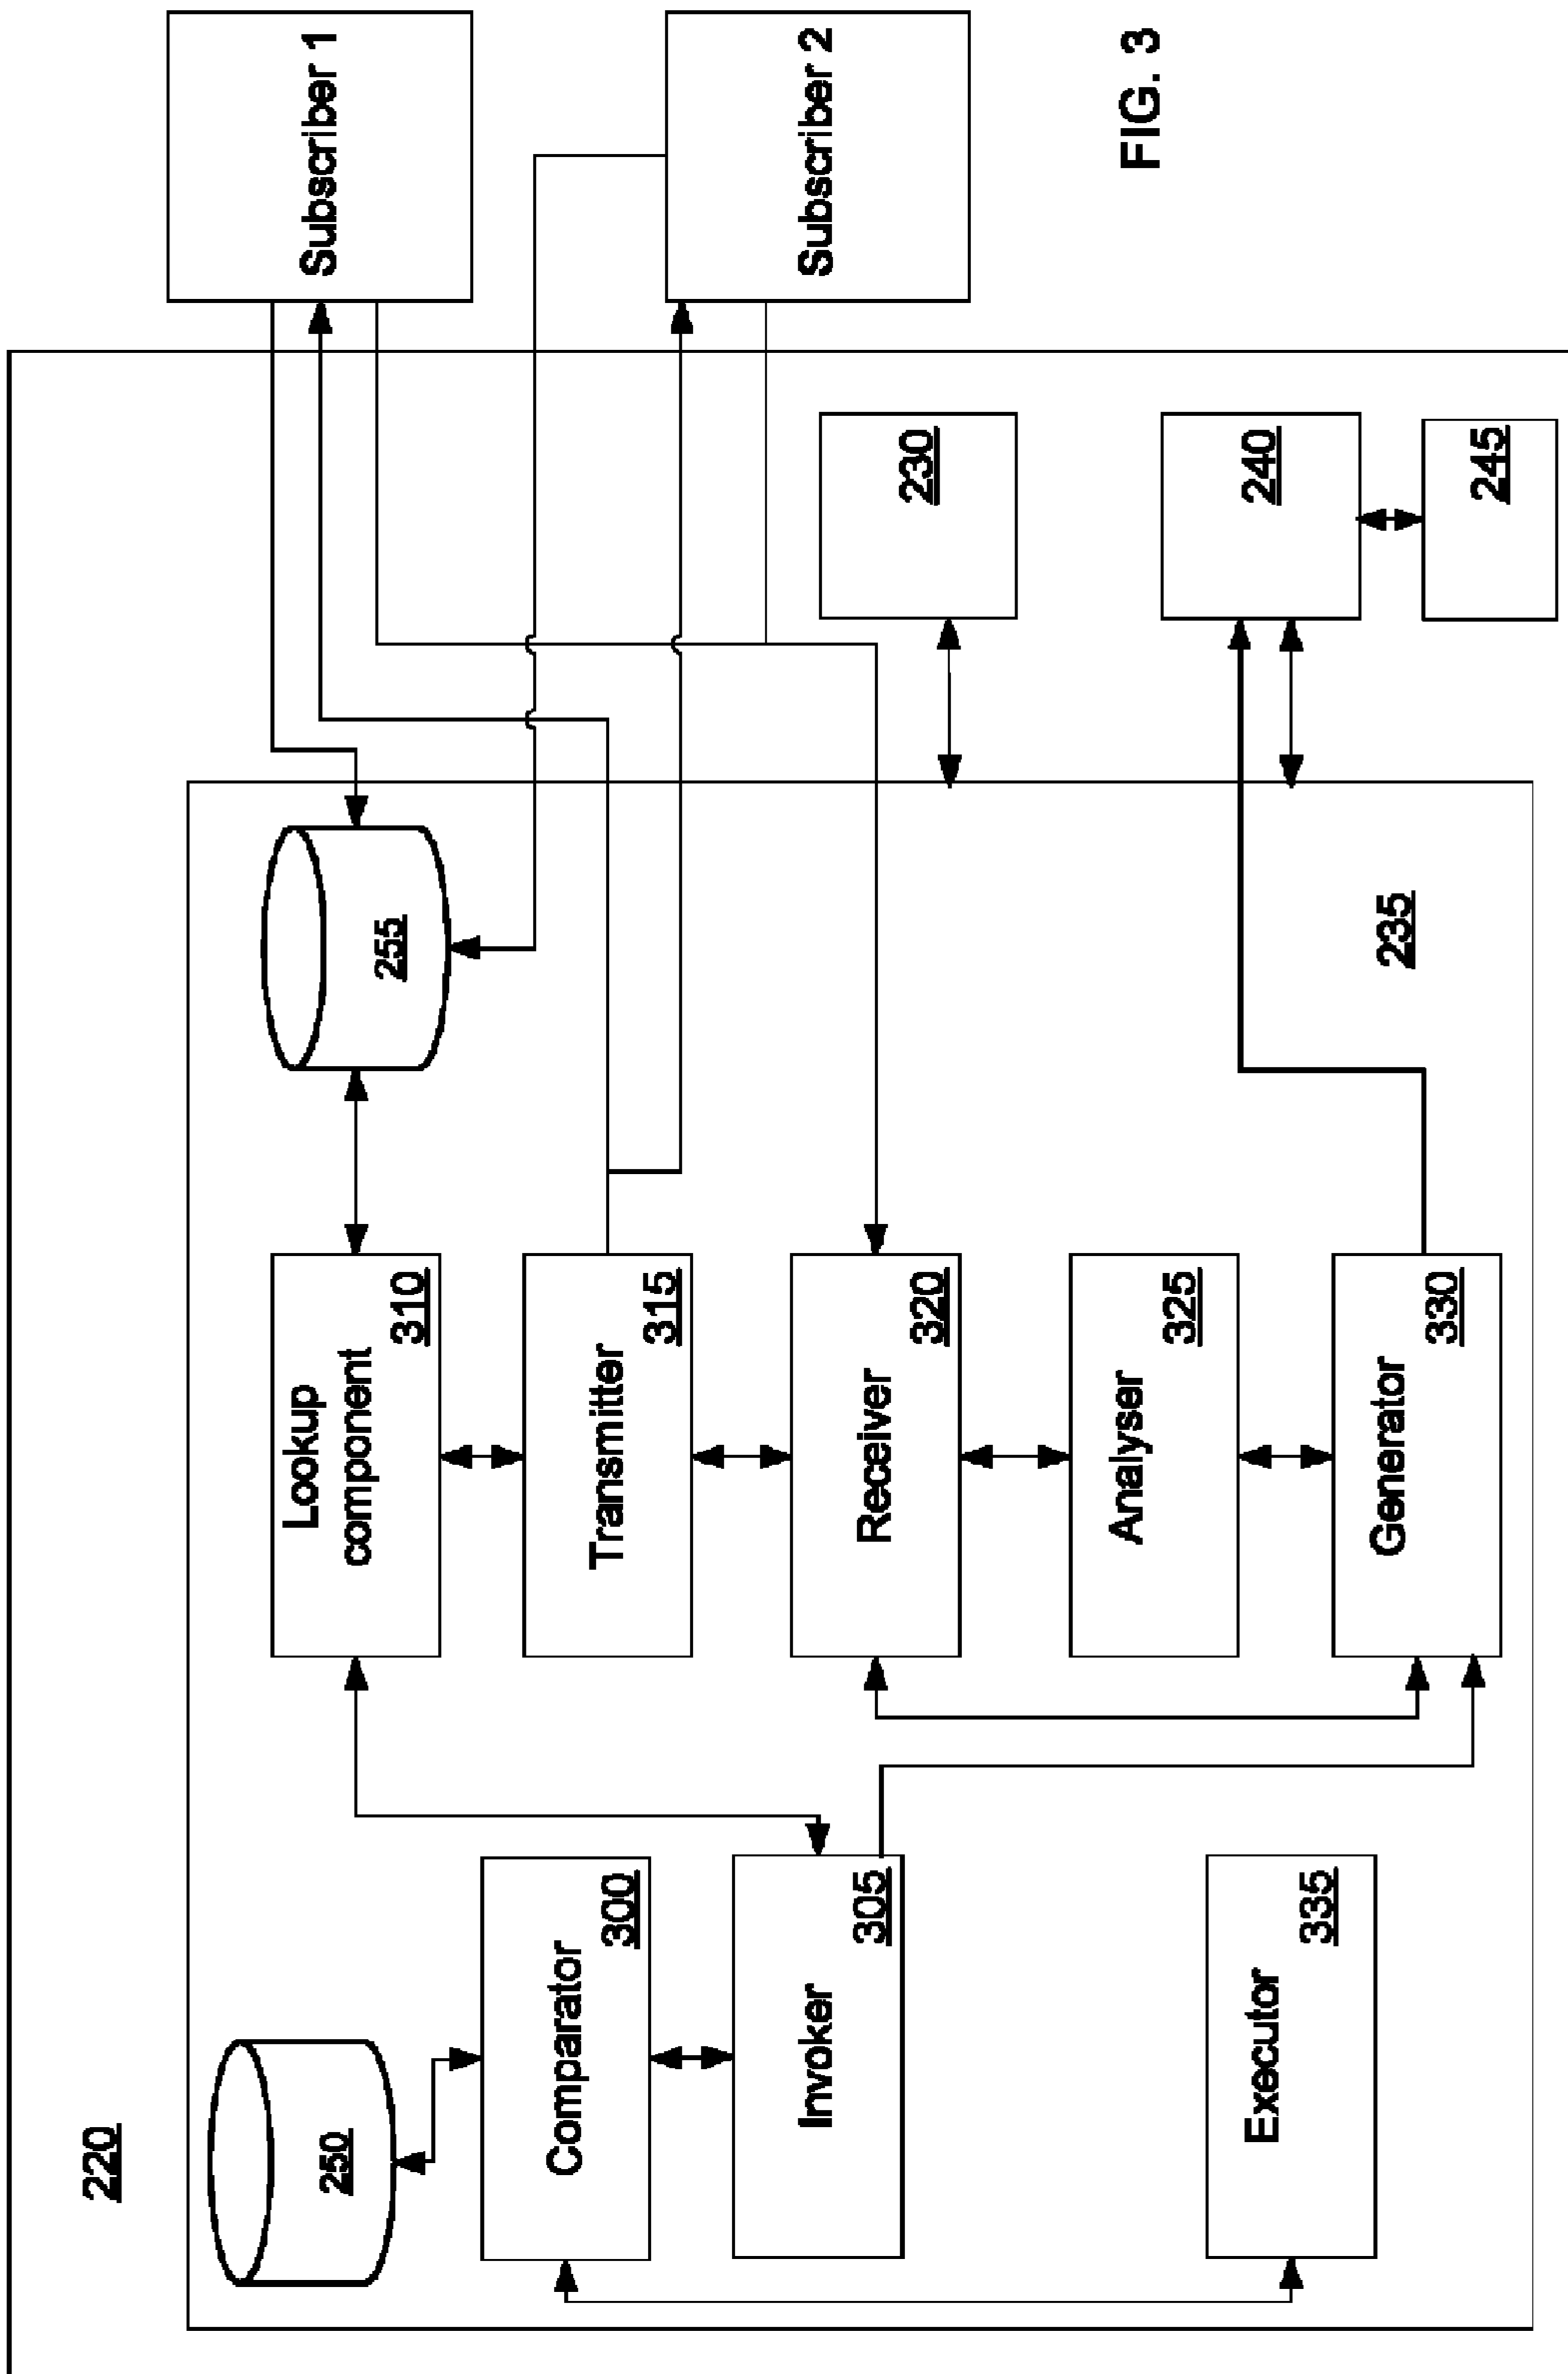 220
250
Comparator
300
Invoker
305
Executor
335
Lookup
component
310
Transmitter
315
Receiver
320
Analyser
325
Generator
330
255
235
230
240
245
Subscriber 1
Subscriber 2
FIG. 3